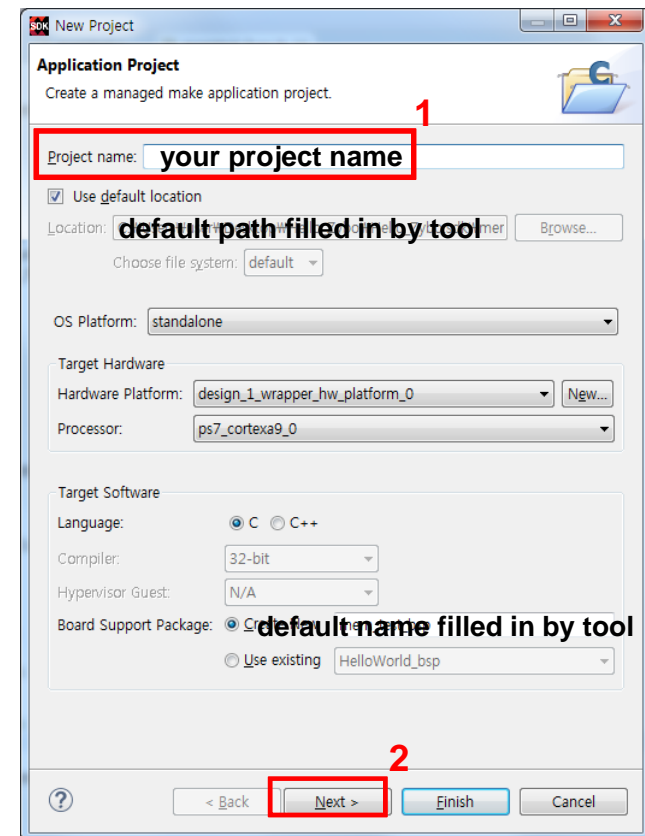 SDK New Project
Application Project
Create a managed make application project.
1
Project name: your project name
Use default location
Location: default path filled in by tool Browse...
Choose file system: default
OS Platform: standalone
Target Hardware
Hardware Platform: design_1_wrapper_hw_platform_0 New...
Processor: ps7_cortexa9_0
Target Software
Language: C C++
Compiler: 32-bit
Hypervisor Guest: N/A
Board Support Package: default name filled in by tool
Use existing HelloWorld_bsp
2
? < Back Next > Finish Cancel